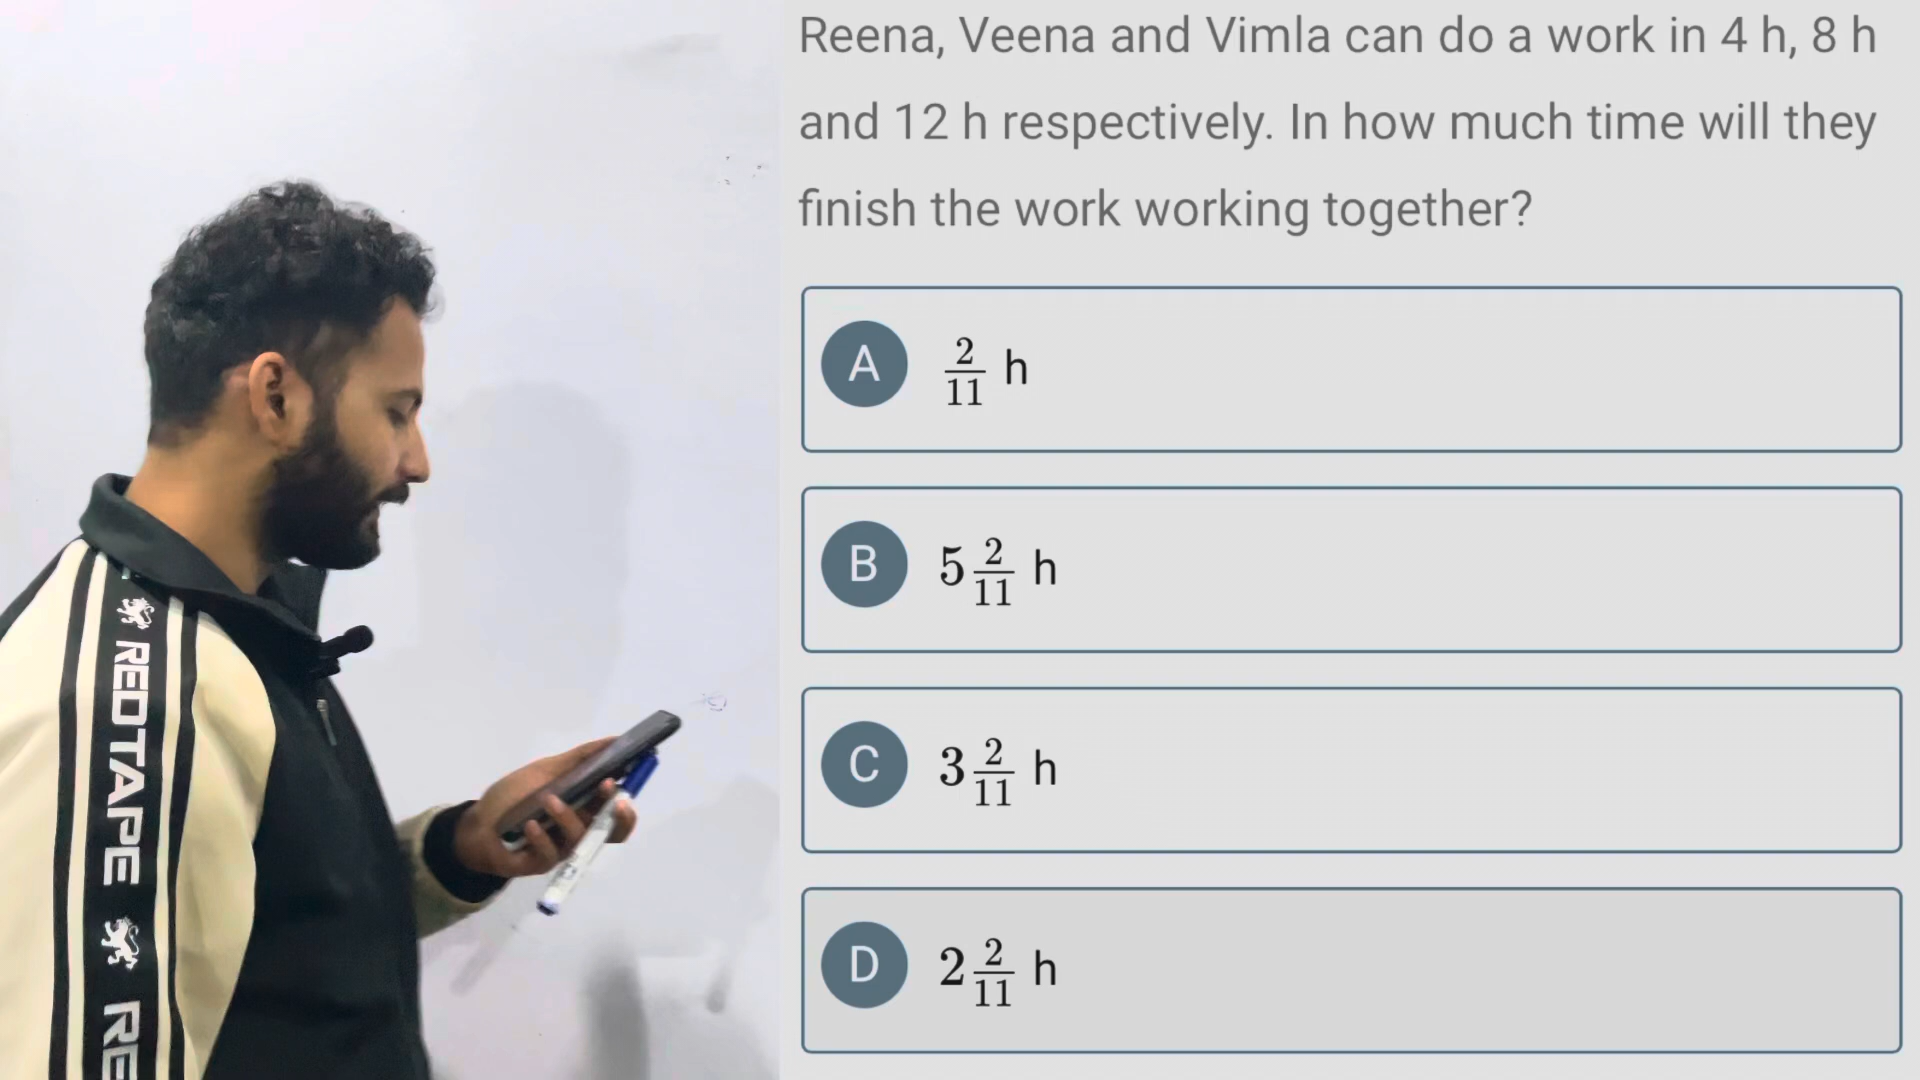 Reena, Veena and Vimla can do a work in 4 h, 8 h
and 12 h respectively. In how much time will they
finish the work working together?
A 2/11 h
B 5 2/11 h
C 3 2/11 h
D 2 2/11 h
REDTAPE
RE